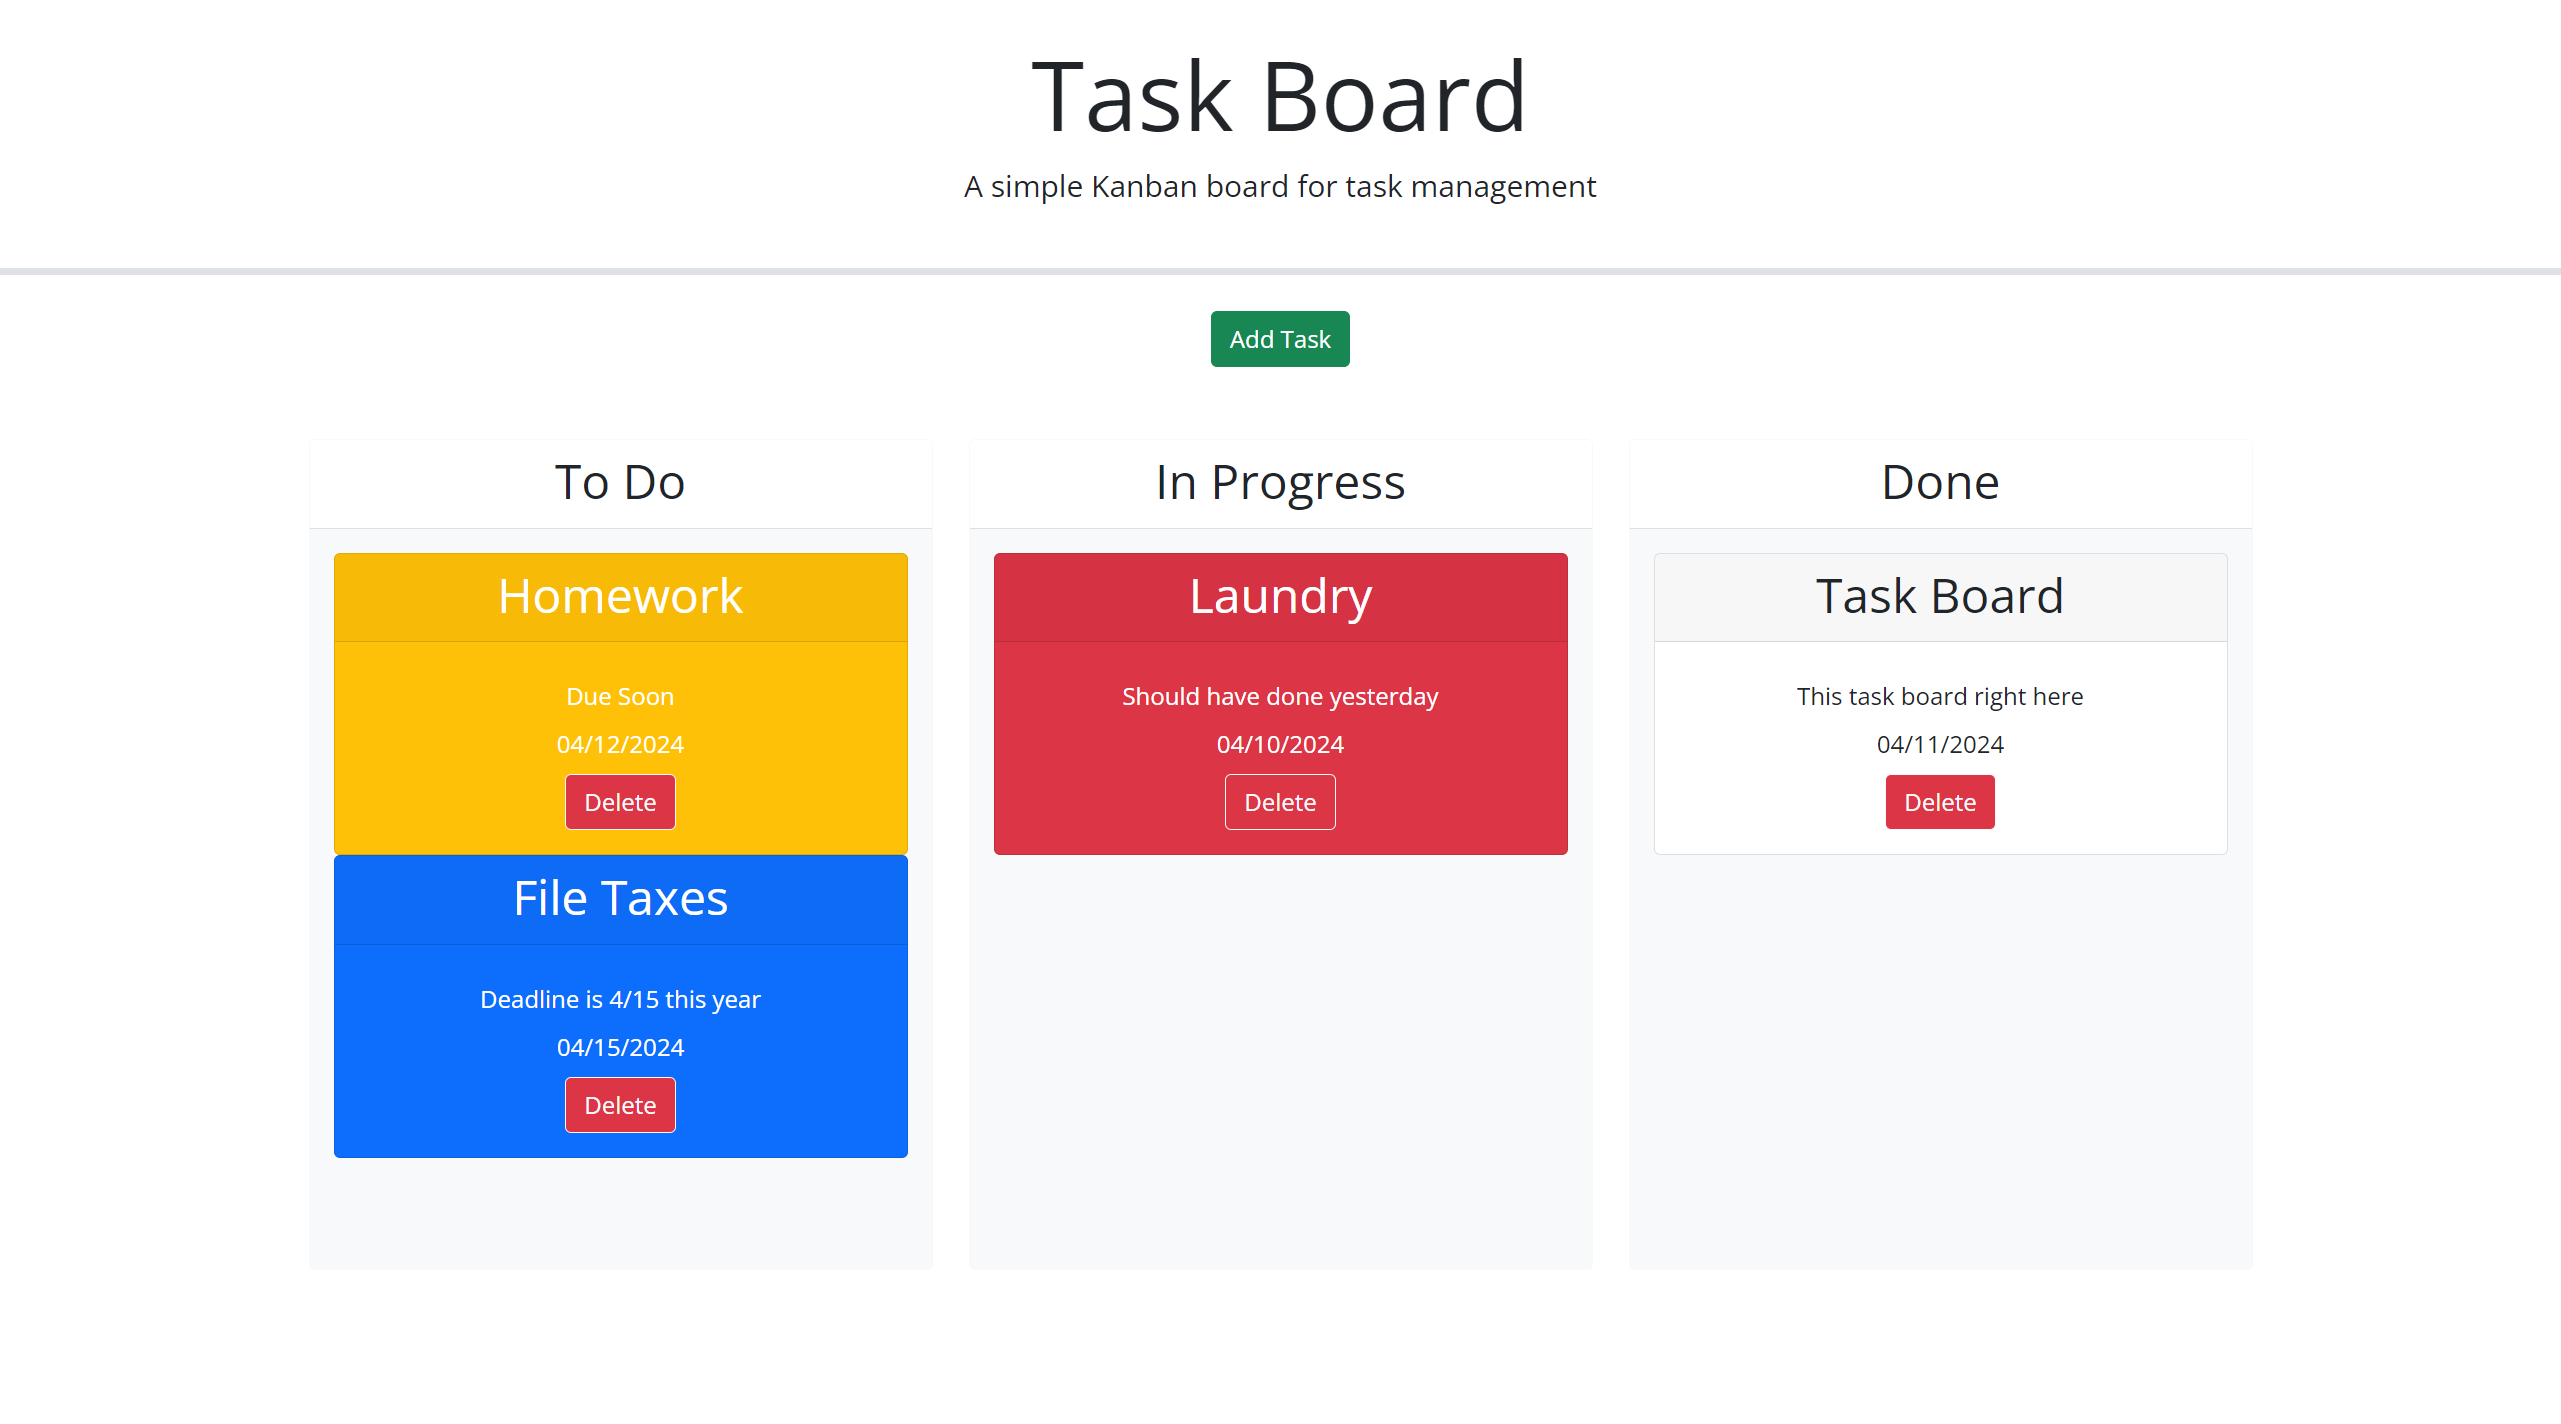 Task Board
A simple Kanban board for task management
Add Task
To Do
Homework
Due Soon
04/12/2024
Delete
File Taxes
Deadline is 4/15 this year
04/15/2024
Delete
In Progress
Laundry
Should have done yesterday
04/10/2024
Delete
Done
Task Board
This task board right here
04/11/2024
Delete